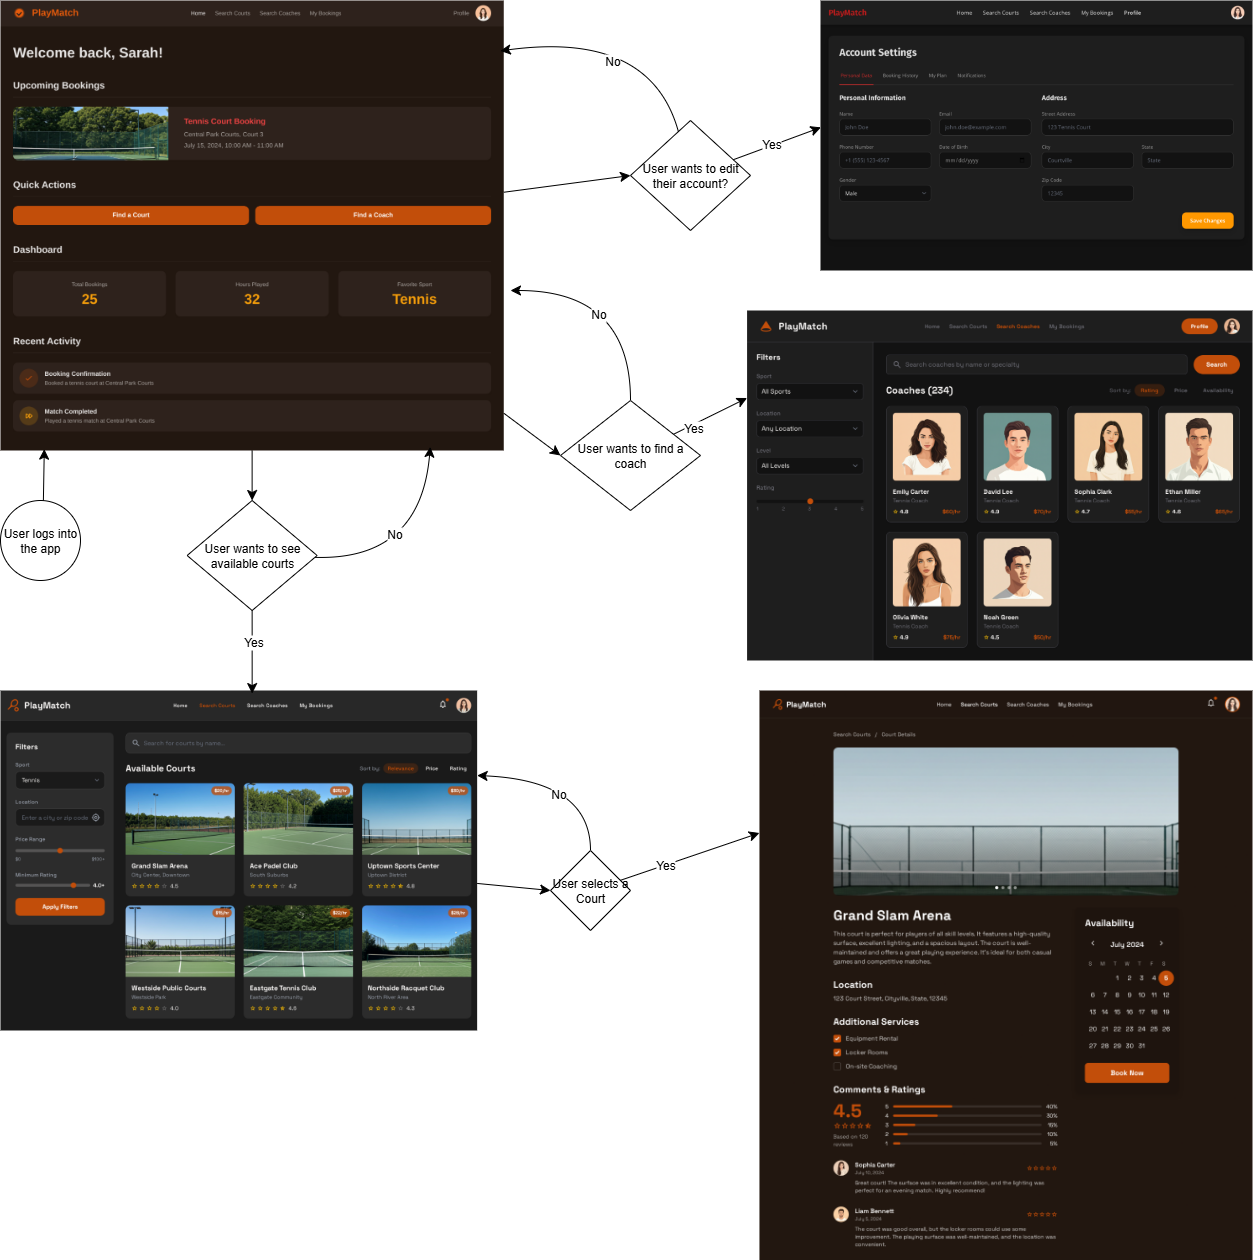 PlayMatch
Home Search Courts Search Coaches My Bookings
Profile
Welcome back, Sarah!
Upcoming Bookings
Tennis Court Booking
Central Park Courts, Court 3
July 15, 2024, 10:00 AM - 11:00 AM
Quick Actions
Find a Court
Find a Coach
Dashboard
Total Bookings
25
Hours Played
32
Favorite Sport
Tennis
Recent Activity
Booking Confirmation
Booked a tennis court at Central Park Courts
Match Completed
Played a tennis match at Central Park Courts
No
User wants to edit
their account?
Yes
PlayMatch
Home Search Courts Search Coaches My Bookings Profile
Account Settings
Personal Data Booking History My Plan Notifications
Personal Information
Name
John Doe
Email
john.doe@example.com
Phone Number
+1 (555) 123-4567
Date of Birth
mm/dd/yyyy
Gender
Male
Address
Street Address
123 Tennis Court
City
Courtville
State
State
Zip Code
12345
Save Changes
No
User wants to find a
coach
Yes
PlayMatch
Home Search Courts Search Coaches My Bookings
Profile
Filters
Sport
All Sports
Location
Any Location
Level
All Levels
Rating
1 2 3 4 5
Search coaches by name or specialty
Search
Coaches (234)
Sort by: Rating Price Availability
Emily Carter
Tennis Coach
4.8 $60/hr
David Lee
Tennis Coach
4.9 $70/hr
Sophia Clark
Tennis Coach
4.7
Ethan Miller
Tennis Coach
4.8
Olivia White
Tennis Coach
4.9 $75/hr
Noah Green
Tennis Coach
4.5 $50/hr
User logs into
the app
User wants to see
available courts
No
Yes
PlayMatch
Home Search Courts Search Coaches My Bookings
Filters
Sport
Tennis
Location
Enter a city or zip code
Price Range
$0 $100+
Minimum Rating
4.0+
Apply Filters
Search for courts by name...
Available Courts
Sort by: Relevance Price Rating
Grand Slam Arena
City Center, Downtown
4.5
Ace Padel Club
South Suburbs
4.2
Uptown Sports Center
Uptown District
4.8
Westside Public Courts
Westside Park
4.0
Eastgate Tennis Club
Eastgate Community
4.6
Northside Racquet Club
North River Area
4.3
No
User selects a
Court
Yes
PlayMatch
Home Search Courts Search Coaches My Bookings
Search Courts / Court Details
Grand Slam Arena
This court is perfect for players of all skill levels. It features a high-quality
surface, excellent lighting, and a spacious layout. The court is well-
maintained and offers a great playing experience. It's ideal for both casual
games and competitive matches.
Location
123 Court Street, Cityville, State, 12345
Additional Services
Equipment Rental
Locker Rooms
On-site Coaching
Comments & Ratings
4.5
Based on 120
reviews
5 40%
4 30%
3 15%
2 10%
1 5%
Sophia Carter
July 10, 2024
Great court! The surface was in excellent condition, and the lighting was
perfect for an evening match. Highly recommend!
Liam Bennett
July 5, 2024
The court was good overall, but the locker rooms could use some
improvement. The playing surface was well-maintained, and the location was
convenient.
Availability
July 2024
S M T W T F S
1 2 3 4 5
6 7 8 9 10 11 12
13 14 15 16 17 18 19
20 21 22 23 24 25 26
27 28 29 30 31
Book Now